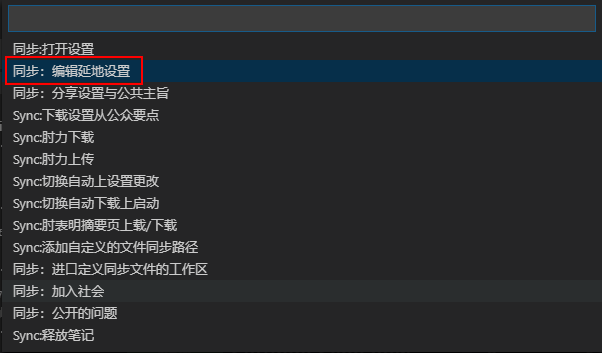 同步:打开设置
同步：编辑延地设置
同步：分享设置与公共主旨
Sync:下载设置从公众要点
Sync:肘力下载
Sync:肘力上传
Sync:切换自动上设置更改
Sync:切换自动下载上启动
Sync:肘表明摘要页上载/下载
Sync:添加自定义的文件同步路径
同步：进口定义同步文件的工作区
同步：加入社会
同步：公开的问题
Sync:释放笔记